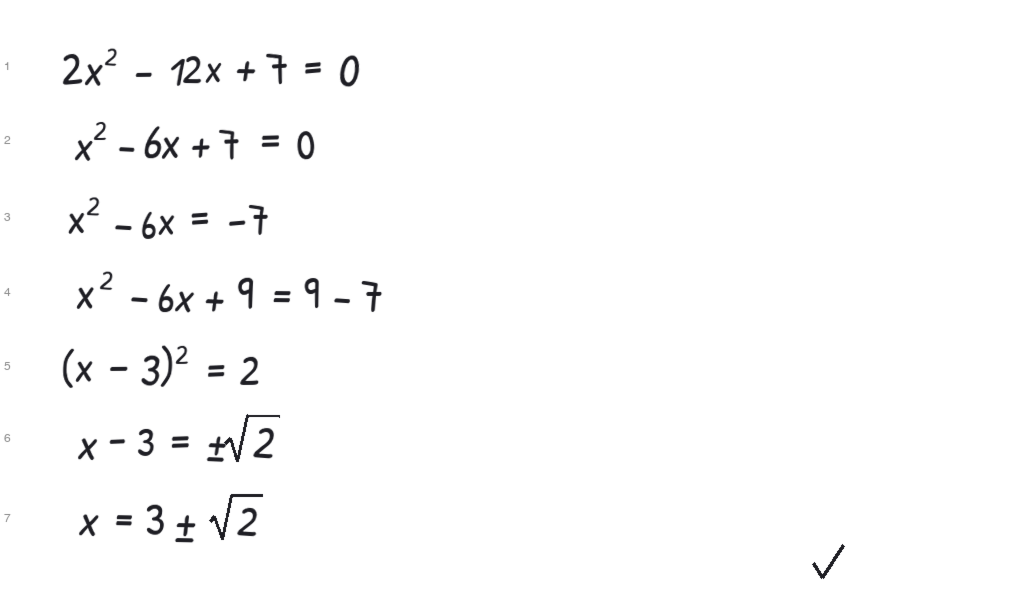 1 2x² - 12x + 7 = 0
2 x² - 6x + 7 = 0
3 x² - 6x = -7
4 x² - 6x + 9 = 9 - 7
5 (x - 3)² = 2
6 x - 3 = ±√2
7 x = 3 ± √2
✓